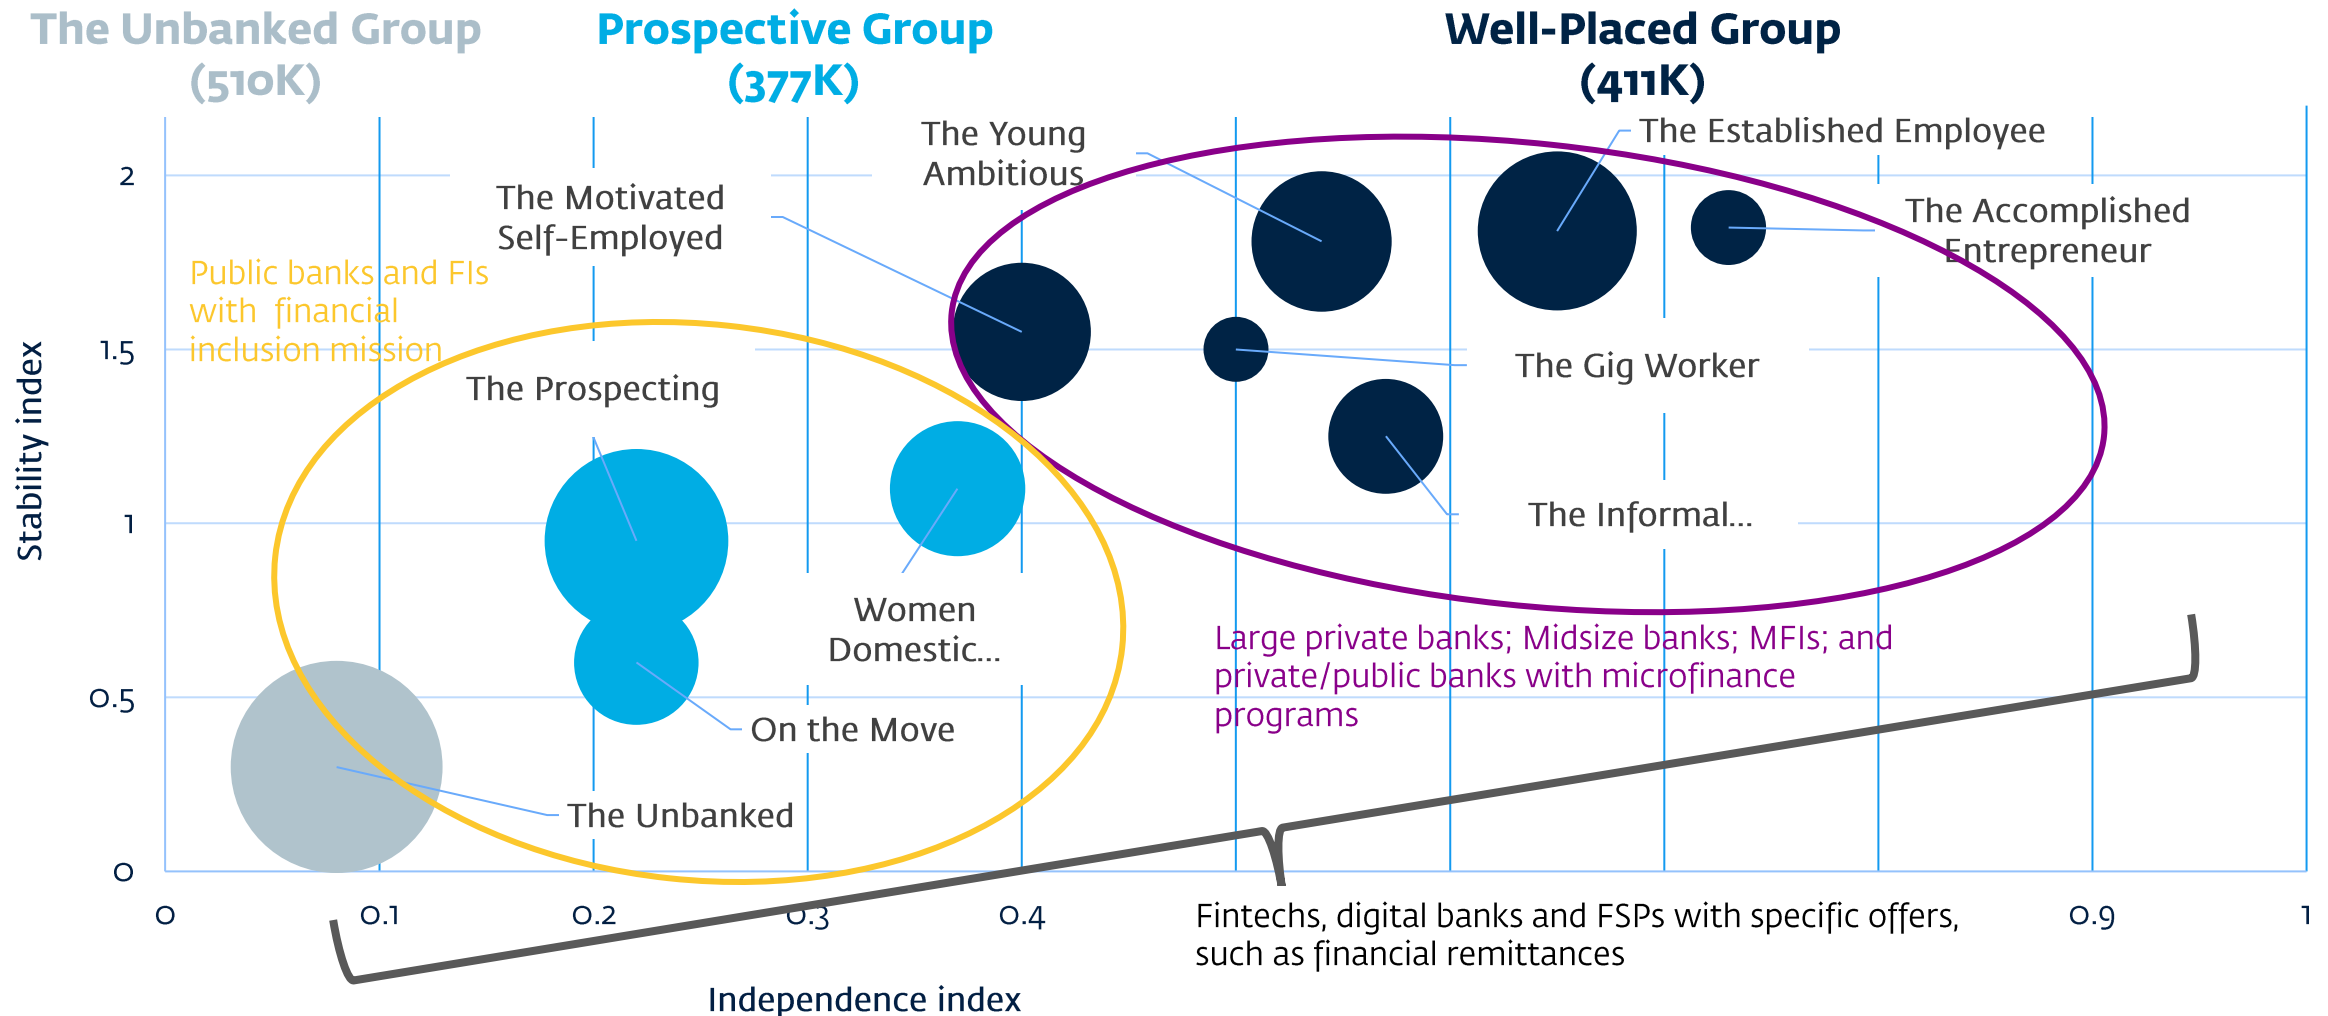 The Unbanked Group
(510K)
Prospective Group
(377K)
Well-Placed Group
(411K)
The Young
Ambitious
The Established Employee
The Motivated
Self-Employed
The Accomplished
Entrepreneur
Public banks and FIs
with  financial
inclusion mission
The Prospecting
The Gig Worker
The Informal...
Women
Domestic...
On the Move
The Unbanked
Large private banks; Midsize banks; MFIs; and
private/public banks with microfinance
programs
Stability index
2
1.5
1
0.5
0
0
0.1
0.2
0.3
0.4
0.9
1
Fintechs, digital banks and FSPs with specific offers,
such as financial remittances
Independence index